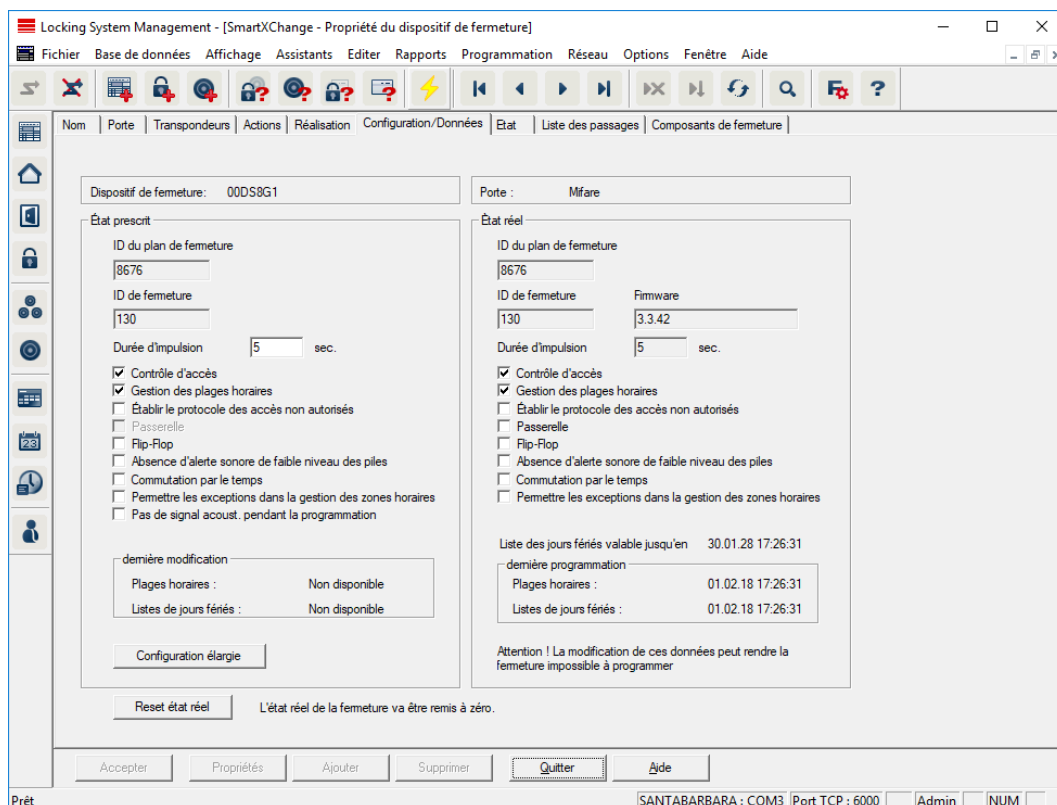 Locking System Management - [SmartXChange - Propriété du dispositif de fermeture]
Fichier Base de données Affichage Assistants Editer Rapports Programmation Réseau Options Fenêtre Aide
Nom Porte Transpondeurs Actions Réalisation Configuration/Données Etat Liste des passages Composants de fermeture
Dispositif de fermeture: 00DS8G1
Porte : Mifare
État prescrit
ID du plan de fermeture
8676
ID de fermeture
130
Durée d'impulsion 5 sec.
Contrôle d'accès
Gestion des plages horaires
Établir le protocole des accès non autorisés
Passerelle
Flip-Flop
Absence d'alerte sonore de faible niveau des piles
Commutation par le temps
Permettre les exceptions dans la gestion des zones horaires
Pas de signal acoust. pendant la programmation
dernière modification
Plages horaires : Non disponible
Listes de jours fériés : Non disponible
Configuration élargie
État réel
ID du plan de fermeture
8676
ID de fermeture Firmware
130 3.3.42
Durée d'impulsion 5 sec.
Contrôle d'accès
Gestion des plages horaires
Établir le protocole des accès non autorisés
Passerelle
Flip-Flop
Absence d'alerte sonore de faible niveau des piles
Commutation par le temps
Permettre les exceptions dans la gestion des zones horaires
Liste des jours fériés valable jusqu'en 30.01.28 17:26:31
dernière programmation
Plages horaires : 01.02.18 17:26:31
Listes de jours fériés : 01.02.18 17:26:31
Attention ! La modification de ces données peut rendre la
fermeture impossible à programmer
Reset état réel L'état réel de la fermeture va être remis à zéro.
Accepter Propriétés Ajouter Supprimer Quitter Aide
Prêt SANTABARBARA : COM3 Port TCP : 6000 Admin NUM